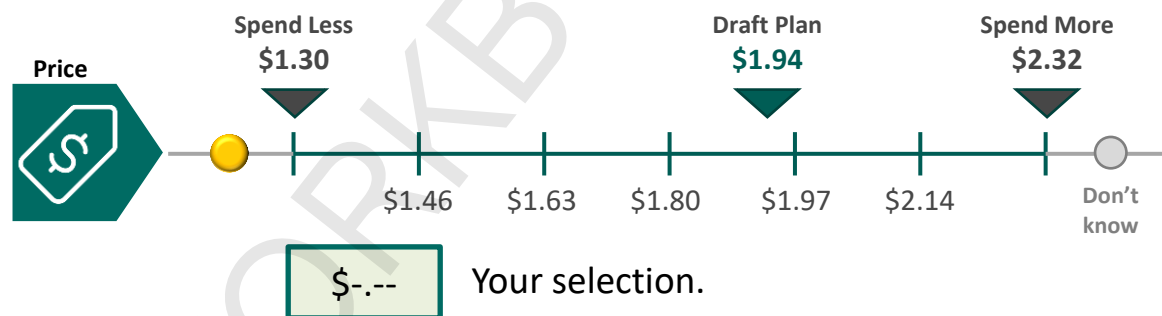 Spend Less
$1.30
Draft Plan
$1.94
Spend More
$2.32
Price
$
$1.46 $1.63 $1.80 $1.97 $2.14
Don't
know
$-.-- Your selection.
ORKB